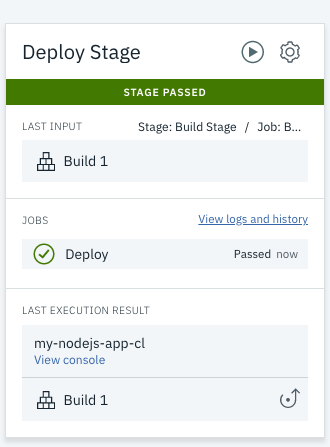 Deploy Stage
STAGE PASSED
LAST INPUT Stage: Build Stage / Job: B...
Build 1
JOBS View logs and history
Deploy Passed now
LAST EXECUTION RESULT
my-nodejs-app-cl
View console
Build 1